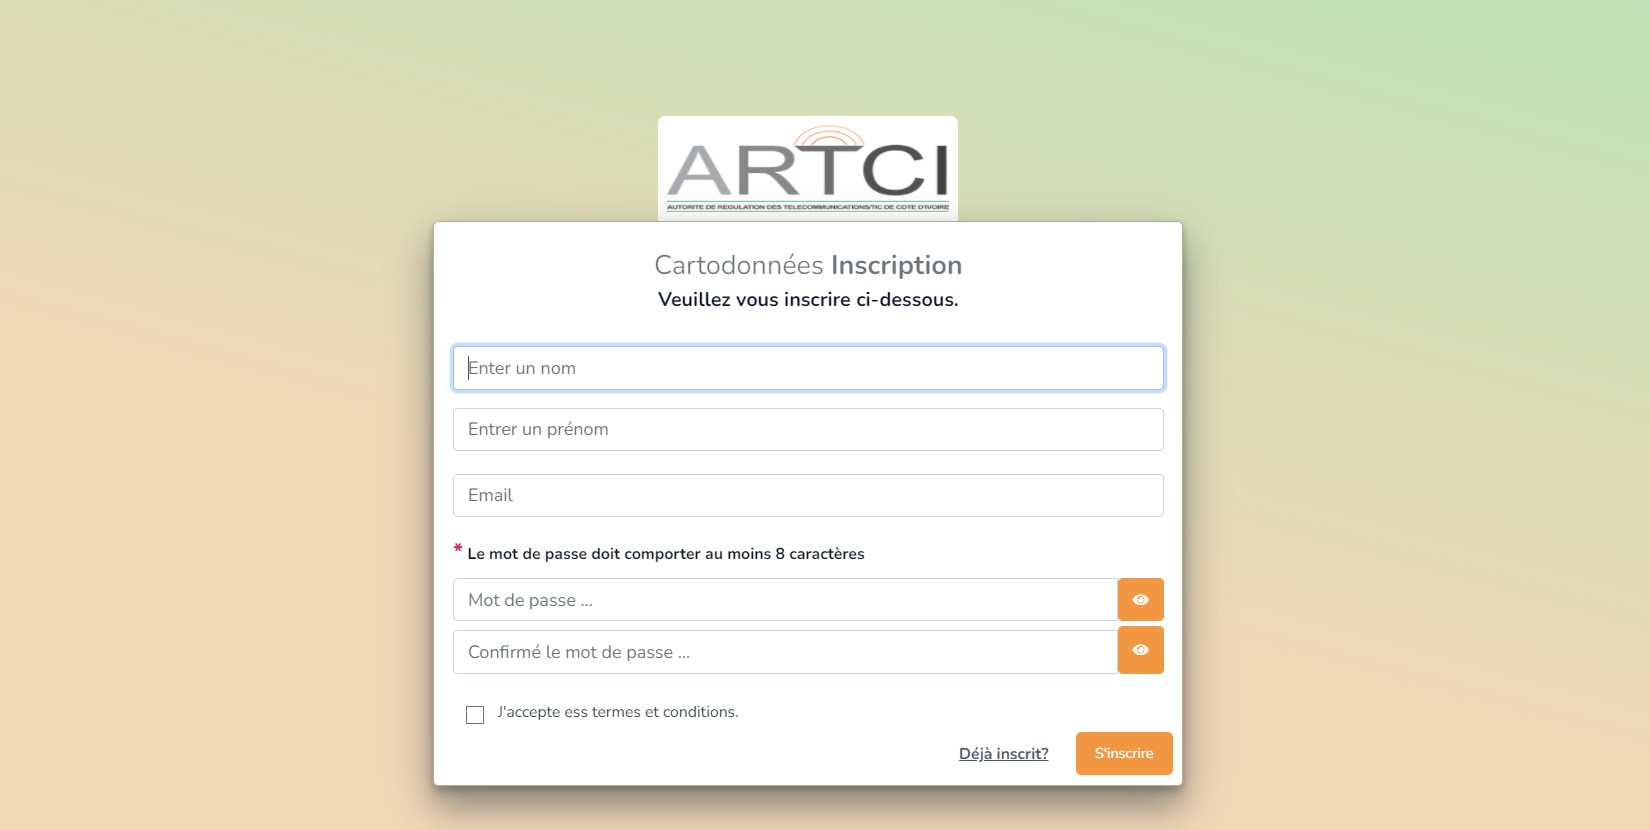 ARTCI
AUTORITE DE REGULATION DES TELECOMMUNICATIONS/TIC DE COTE D'IVOIRE
Cartodonnées Inscription
Veuillez vous inscrire ci-dessous.
Enter un nom
Entrer un prénom
Email
* Le mot de passe doit comporter au moins 8 caractères
Mot de passe ...
Confirmé le mot de passe ...
J'accepte ess termes et conditions.
Déjà inscrit?
S'inscrire